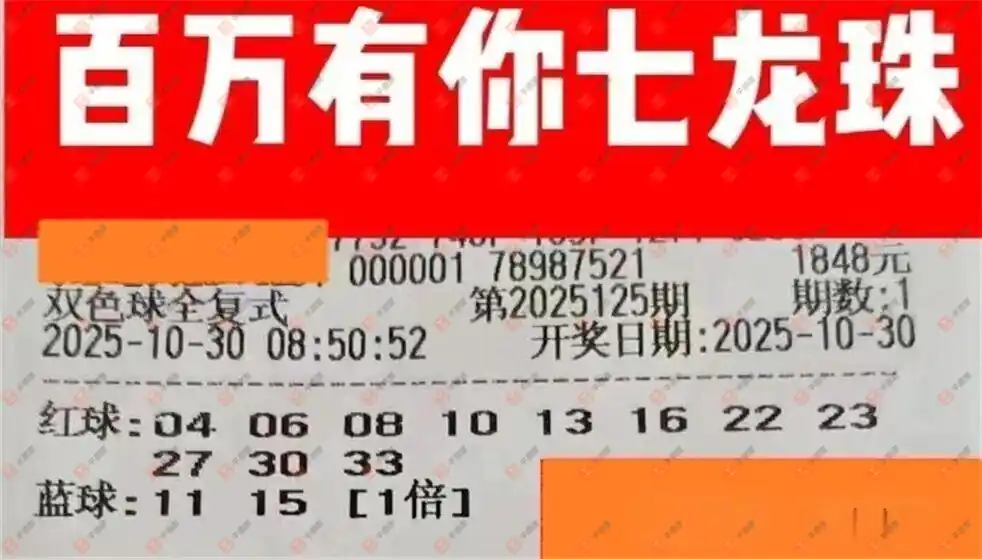 百万有你七龙珠
000001 78987521 1848元
双色球全复式 第2025125期 期数:1
2025-10-30 08:50:52 开奖日期:2025-10-30
红球:04 06 08 10 13 16 22 23
27 30 33
蓝球:11 15 [1倍]